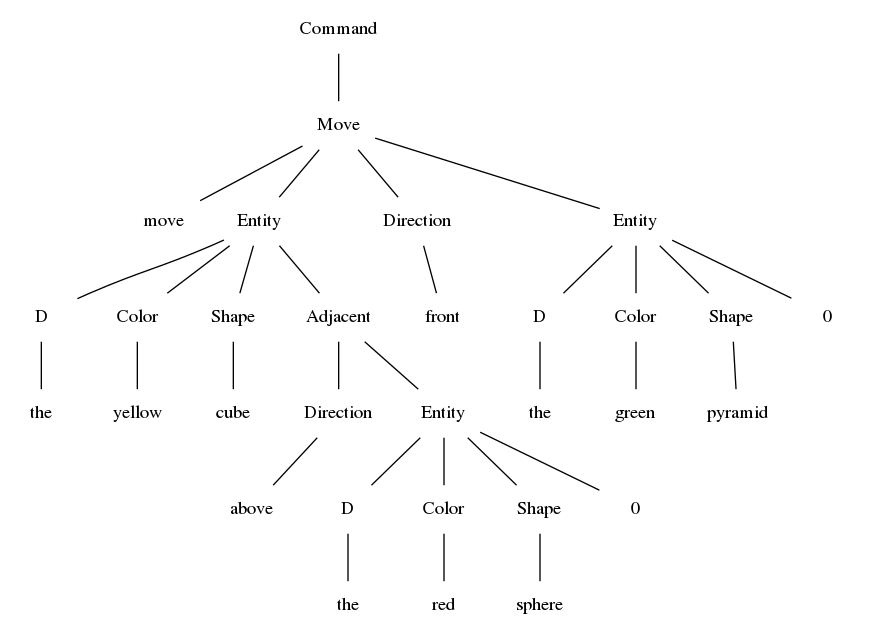 Command
Move
move Entity Direction Entity
D Color Shape Adjacent front D Color Shape 0
the yellow cube Direction Entity the green pyramid
above D Color Shape 0
the red sphere